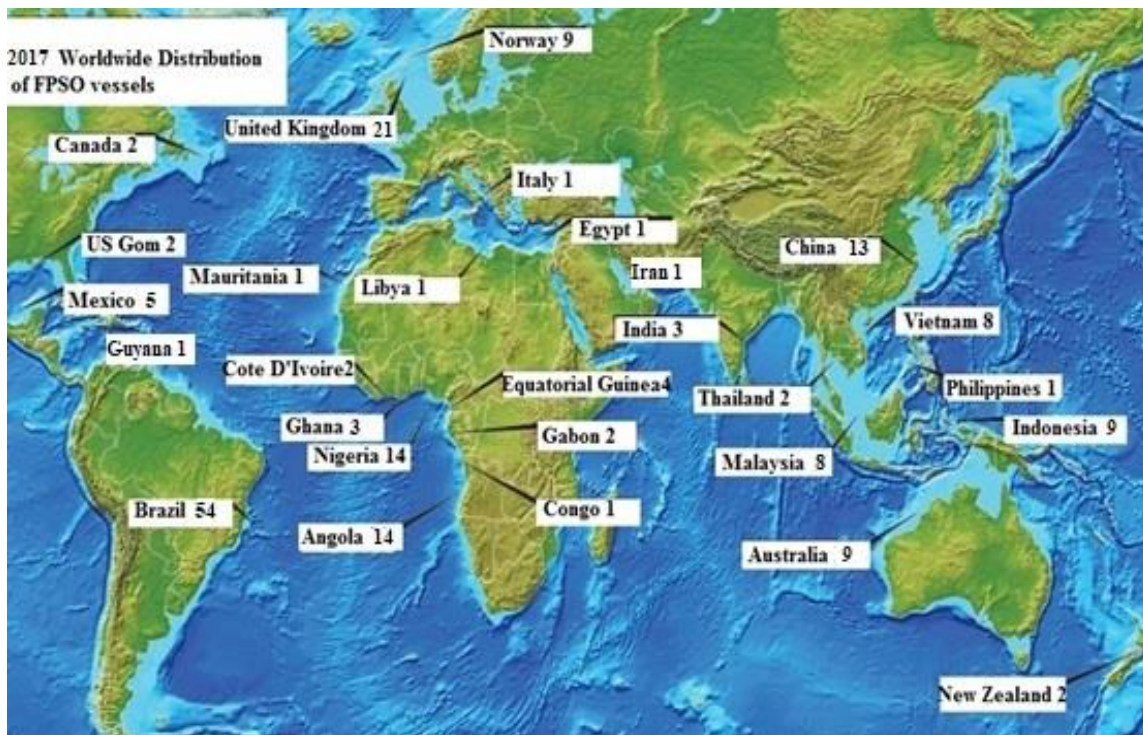 2017 Worldwide Distribution
of FPSO vessels
Norway 9
United Kingdom 21
Canada 2
Italy 1
Egypt 1
US Gom 2
China 13
Mauritania 1
Libya 1
Iran 1
Mexico 5
India 3
Vietnam 8
Guyana 1
Cote D'Ivoire2
Equatorial Guinea4
Thailand 2
Philippines 1
Ghana 3
Gabon 2
Indonesia 9
Nigeria 14
Malaysia 8
Brazil 54
Congo 1
Angola 14
Australia 9
New Zealand 2